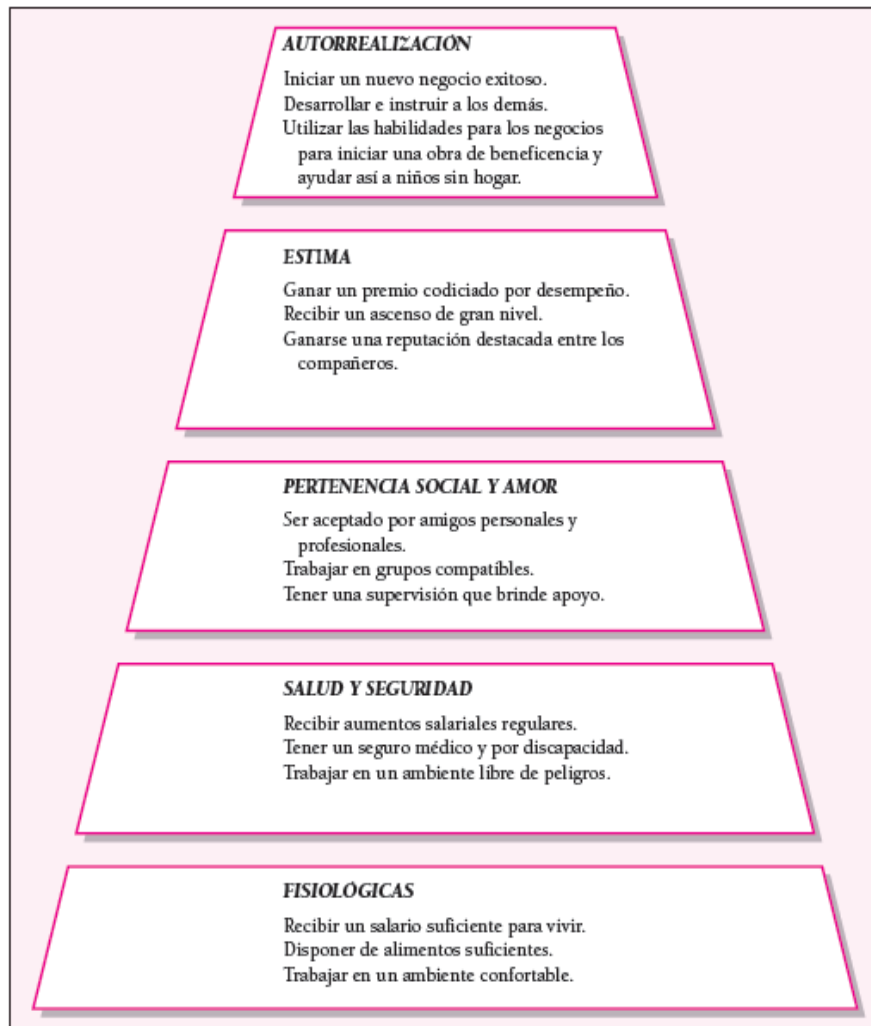 AUTORREALIZACIÓN
Iniciar un nuevo negocio exitoso.
Desarrollar e instruir a los demás.
Utilizar las habilidades para los negocios
para iniciar una obra de beneficencia y
ayudar así a niños sin hogar.
ESTIMA
Ganar un premio codiciado por desempeño.
Recibir un ascenso de gran nivel.
Ganarse una reputación destacada entre los
compañeros.
PERTENENCIA SOCIAL Y AMOR
Ser aceptado por amigos personales y
profesionales.
Trabajar en grupos compatibles.
Tener una supervisión que brinde apoyo.
SALUD Y SEGURIDAD
Recibir aumentos salariales regulares.
Tener un seguro médico y por discapacidad.
Trabajar en un ambiente libre de peligros.
FISIOLÓGICAS
Recibir un salario suficiente para vivir.
Disponer de alimentos suficientes.
Trabajar en un ambiente confortable.